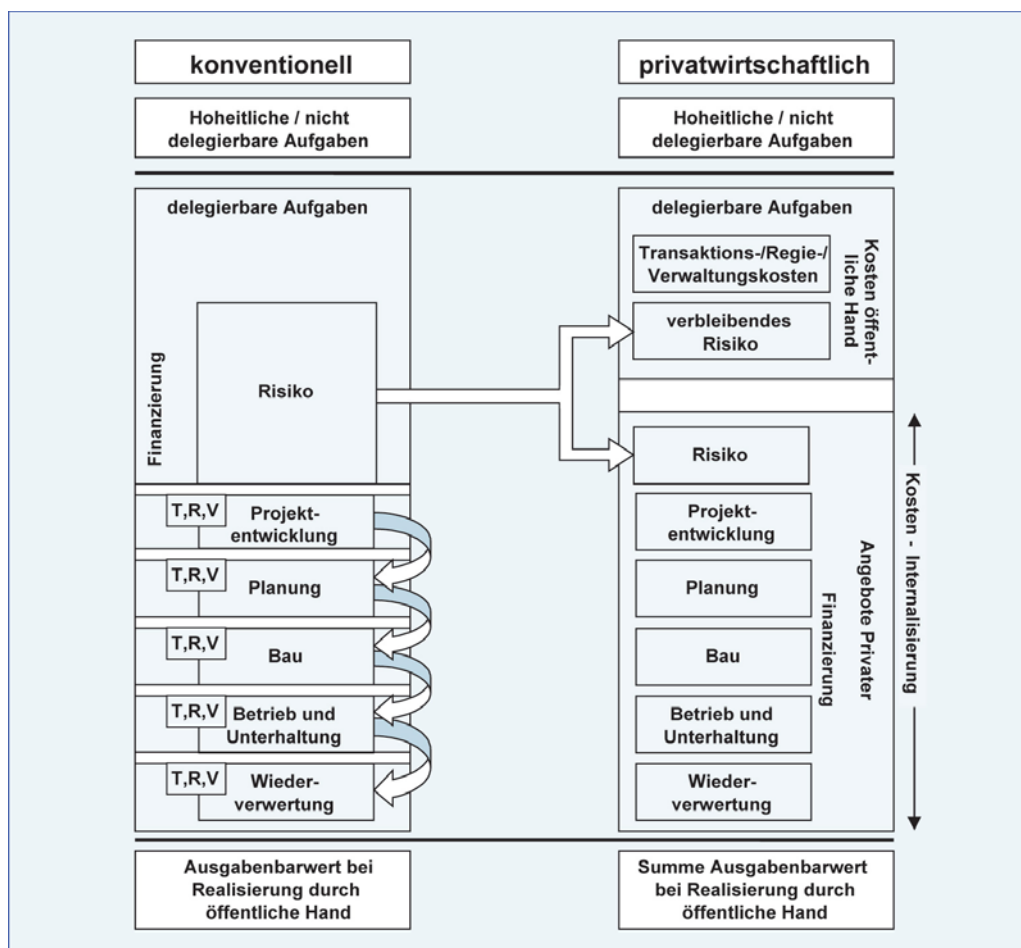 konventionell
Hoheitliche / nicht
delegierbare Aufgaben
delegierbare Aufgaben
Finanzierung
Risiko
T,R,V
Projekt-
entwicklung
T,R,V
Planung
T,R,V
Bau
T,R,V
Betrieb und
Unterhaltung
T,R,V
Wieder-
verwertung
Ausgabenbarwert bei
Realisierung durch
öffentliche Hand
privatwirtschaftlich
Hoheitliche / nicht
delegierbare Aufgaben
delegierbare Aufgaben
Transaktions-/Regie-/
Verwaltungskosten
verbleibendes
Risiko
Kosten öffent-
liche Hand
Risiko
Projekt-
entwicklung
Planung
Bau
Betrieb und
Unterhaltung
Wieder-
verwertung
Finanzierung
Angebote Privater
Kosten - Internalisierung
Summe Ausgabenbarwert
bei Realisierung durch
öffentliche Hand